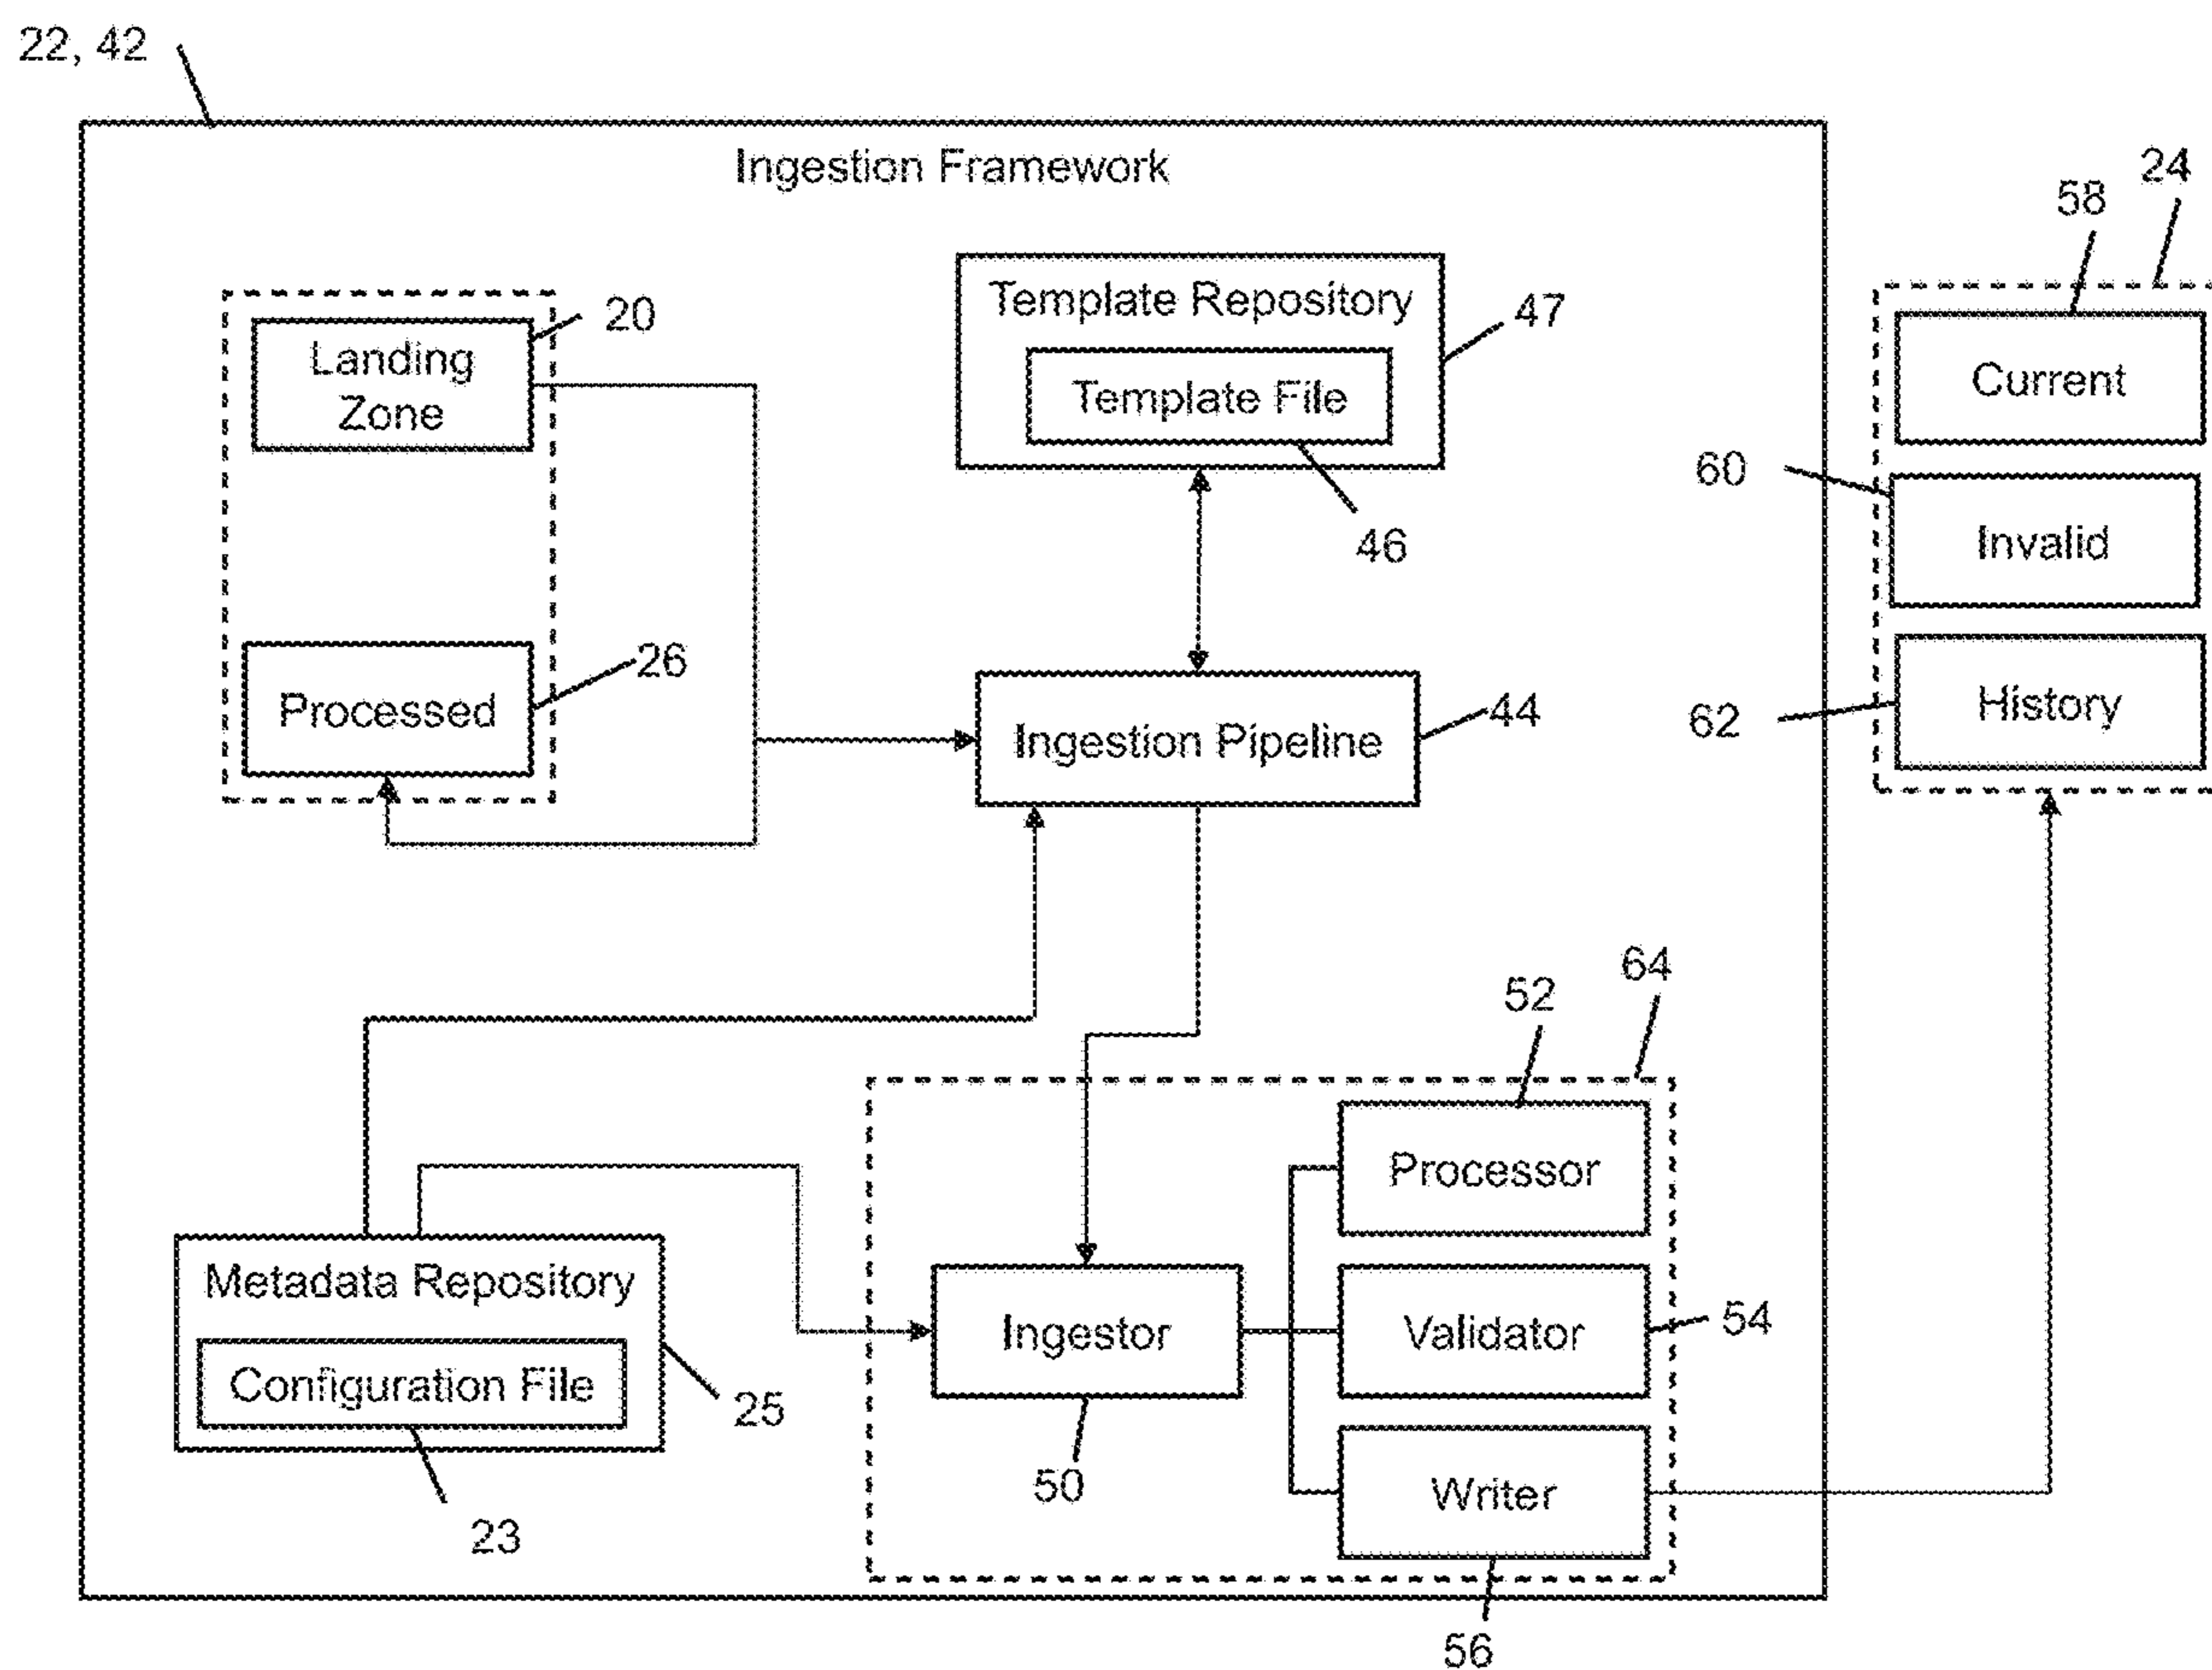 22, 42
Ingestion Framework
24
58
20
Landing
Zone
Template Repository
47
Template File
Current
60
46
Invalid
26
Processed
Ingestion Pipeline
44
62
History
64
52
Processor
Metadata Repository
Configuration File
25
23
Ingestor
50
Validator
54
Writer
56